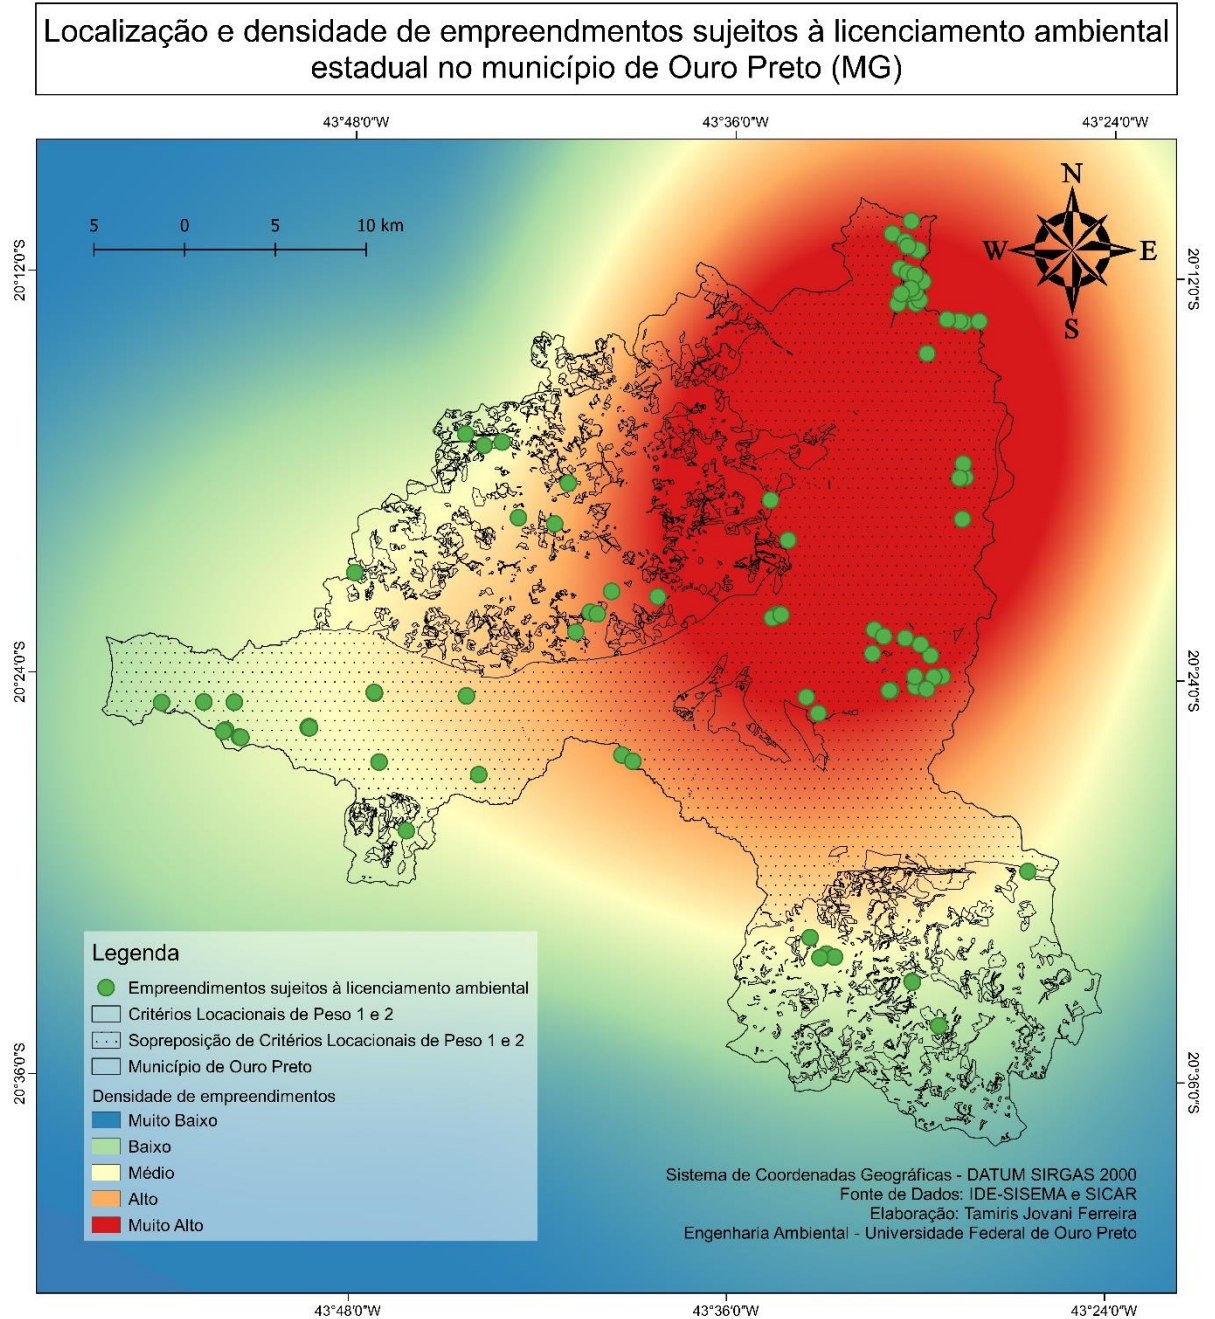 Localização e densidade de empreendmentos sujeitos à licenciamento ambiental
estadual no município de Ouro Preto (MG)
43°48'0"W
43°36'0"W
43°24'0"W
N
5 0 5 10 km
W E
S
20°12'0"S
20°12'0"S
20°24'0"S
20°24'0"S
Legenda
Empreendimentos sujeitos à licenciamento ambiental
Critérios Locacionais de Peso 1 e 2
Sopreposição de Critérios Locacionais de Peso 1 e 2
Município de Ouro Preto
Densidade de empreendimentos
Muito Baixo
Baixo
Médio
Alto
Muito Alto
20°36'0"S
20°36'0"S
Sistema de Coordenadas Geográficas - DATUM SIRGAS 2000
Fonte de Dados: IDE-SISEMA e SICAR
Elaboração: Tamiris Jovani Ferreira
Engenharia Ambiental - Universidade Federal de Ouro Preto
43°48'0"W
43°36'0"W
43°24'0"W